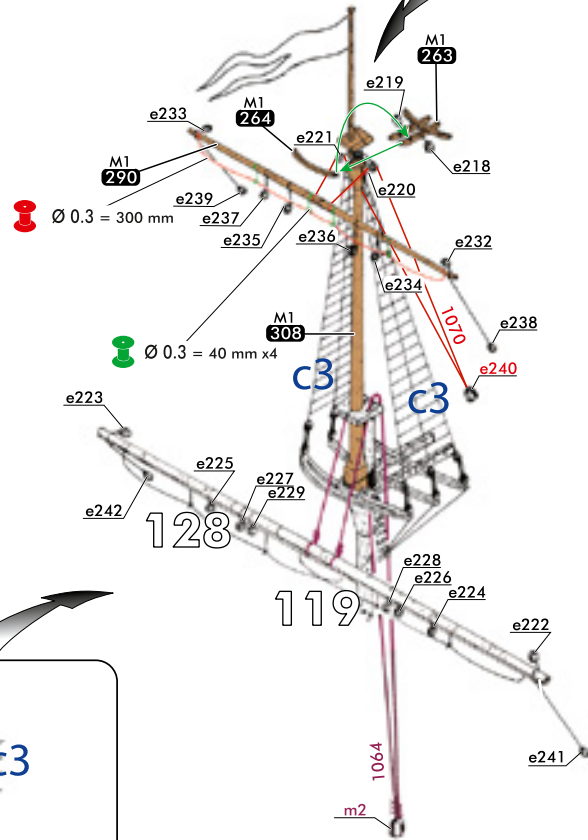 M1
263
e219
M1
264
e233
e221
e218
M1
290
e220
e239
Ø 0.3 = 300 mm
e237
e235
e236
e232
e234
1070
M1
308
e238
Ø 0.3 = 40 mm x4
e240
c3
c3
e223
e225
e227
e229
e242
128
e228
e226
119
e224
e222
c3
1064
e241
m2